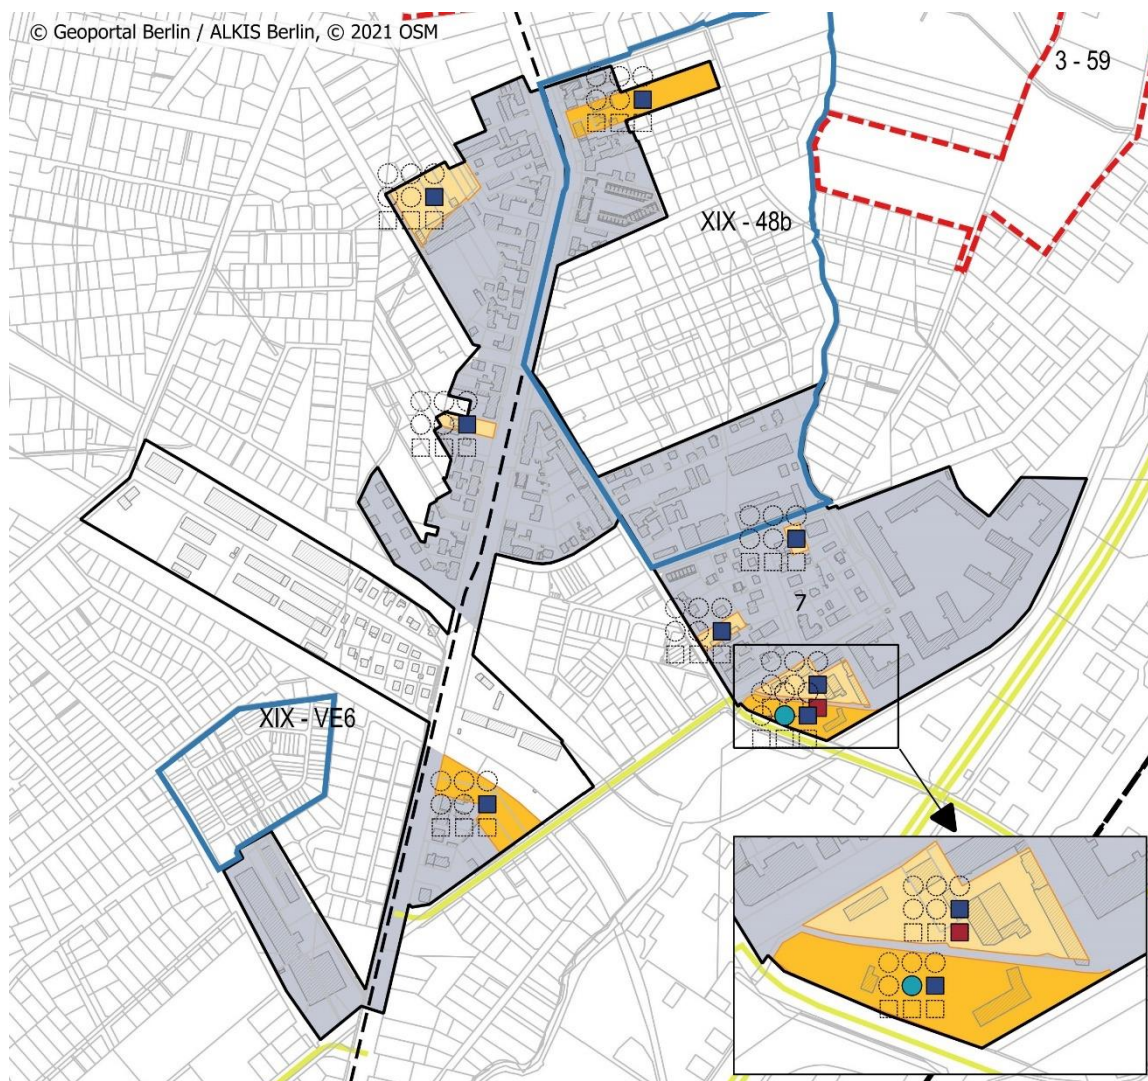 © Geoportal Berlin / ALKIS Berlin, © 2021 OSM
3 - 59
XIX - 48b
7
XIX - VE6